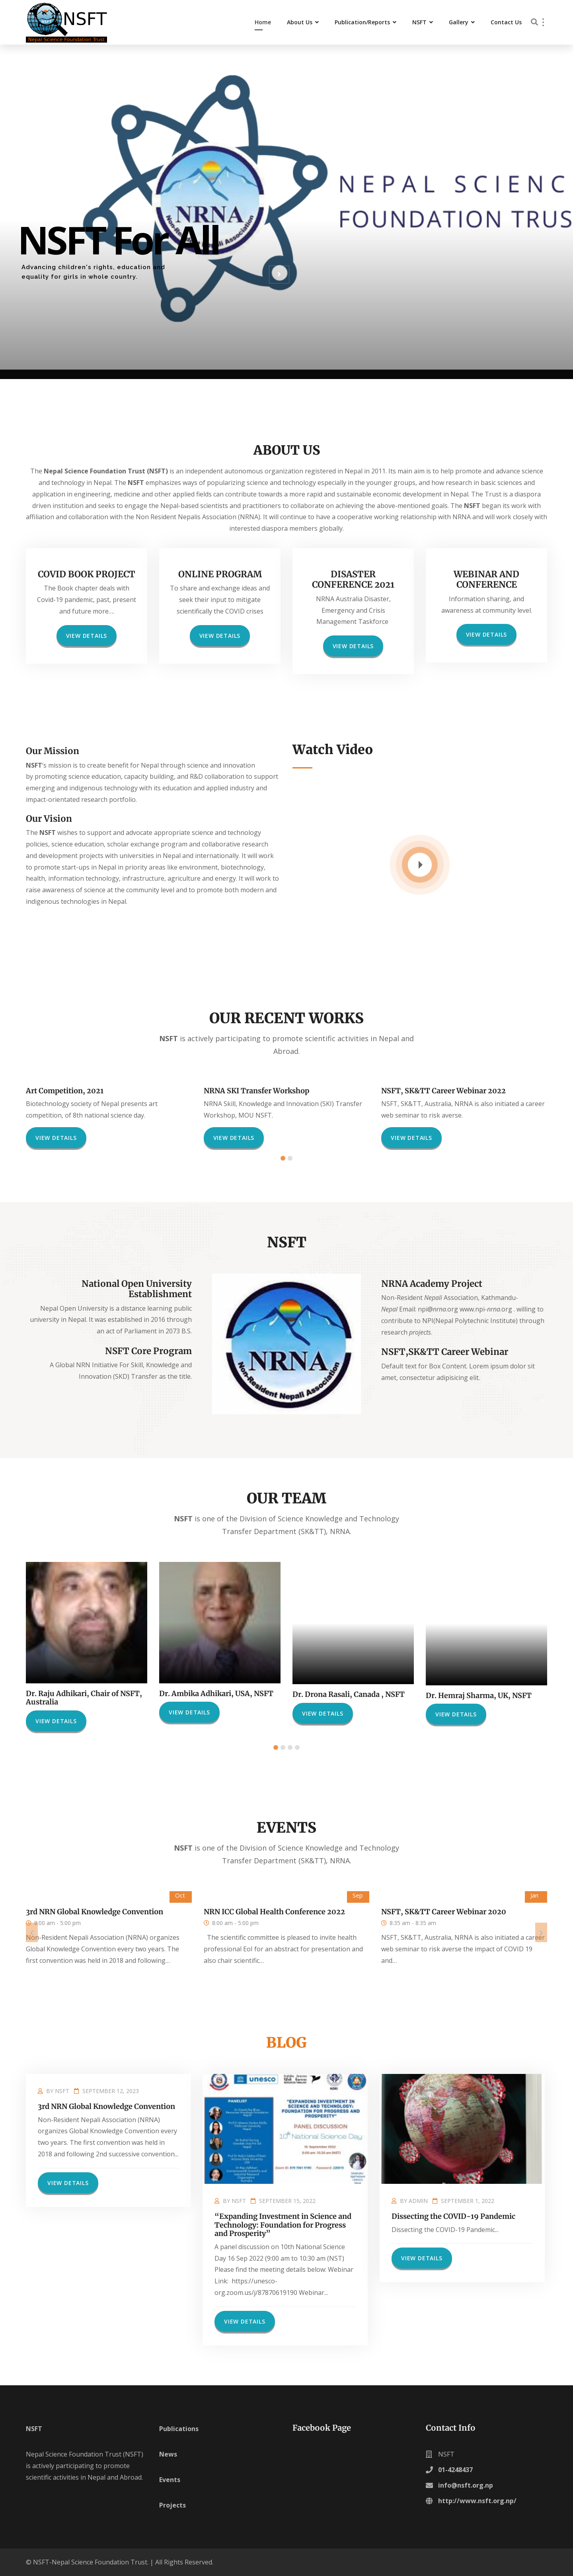 NSFT
Nepal Science Foundation Trust
Home About Us Publication/Reports NSFT Gallery Contact Us
NEPAL SCIENC
FOUNDATION TRUS
NRNA
NSFT For All
Advancing children's rights, education and
equality for girls in whole country.
ABOUT US
The Nepal Science Foundation Trust (NSFT) is an independent autonomous organization registered in Nepal in 2011. Its main aim is to help promote and advance science
and technology in Nepal. The NSFT emphasizes ways of popularizing science and technology especially in the younger groups, and how research in basic sciences and
application in engineering, medicine and other applied fields can contribute towards a more rapid and sustainable economic development in Nepal. The Trust is a diaspora
driven institution and seeks to engage the Nepal-based scientists and practitioners to collaborate on achieving the above-mentioned goals. The NSFT began its work with
affiliation and collaboration with the Non Resident Nepalis Association (NRNA). It will continue to have a cooperative working relationship with NRNA and will work closely with
interested diaspora members globally.
COVID BOOK PROJECT
The Book chapter deals with
Covid-19 pandemic, past, present
and future more....
VIEW DETAILS
ONLINE PROGRAM
To share and exchange ideas and
seek their input to mitigate
scientifically the COVID crises
VIEW DETAILS
DISASTER
CONFERENCE 2021
NRNA Australia Disaster,
Emergency and Crisis
Management Taskforce
VIEW DETAILS
WEBINAR AND
CONFERENCE
Information sharing, and
awareness at community level.
VIEW DETAILS
Our Mission
NSFT's mission is to create benefit for Nepal through science and innovation
by promoting science education, capacity building, and R&D collaboration to support
emerging and indigenous technology with its education and applied industry and
impact-orientated research portfolio.
Our Vision
The NSFT wishes to support and advocate appropriate science and technology
policies, science education, scholar exchange program and collaborative research
and development projects with universities in Nepal and internationally. It will work
to promote start-ups in Nepal in priority areas like environment, biotechnology,
health, information technology, infrastructure, agriculture and energy. It will work to
raise awareness of science at the community level and to promote both modern and
indigenous technologies in Nepal.
Watch Video
OUR RECENT WORKS
NSFT is actively participating to promote scientific activities in Nepal and
Abroad.
Art Competition, 2021
Biotechnology society of Nepal presents art
competition, of 8th national science day.
VIEW DETAILS
NRNA SKI Transfer Workshop
NRNA Skill, Knowledge and Innovation (SKI) Transfer
Workshop, MOU NSFT.
VIEW DETAILS
NSFT, SK&TT Career Webinar 2022
NSFT, SK&TT, Australia, NRNA is also initiated a career
web seminar to risk averse.
VIEW DETAILS
NSFT
National Open University
Establishment
Nepal Open University is a distance learning public
university in Nepal. It was established in 2016 through
an act of Parliament in 2073 B.S.
NSFT Core Program
A Global NRN Initiative For Skill, Knowledge and
Innovation (SKD) Transfer as the title.
NRNA
Non-Resident Nepali Association
NRNA Academy Project
Non-Resident Nepali Association, Kathmandu-
Nepal Email: npi@nrna.org www.npi-nrna.org . willing to
contribute to NPI(Nepal Polytechnic Institute) through
research projects.
NSFT,SK&TT Career Webinar
Default text for Box Content. Lorem ipsum dolor sit
amet, consectetur adipisicing elit.
OUR TEAM
NSFT is one of the Division of Science Knowledge and Technology
Transfer Department (SK&TT), NRNA.
Dr. Raju Adhikari, Chair of NSFT,
Australia
VIEW DETAILS
Dr. Ambika Adhikari, USA, NSFT
VIEW DETAILS
Dr. Drona Rasali, Canada , NSFT
VIEW DETAILS
Dr. Hemraj Sharma, UK, NSFT
VIEW DETAILS
EVENTS
NSFT is one of the Division of Science Knowledge and Technology
Transfer Department (SK&TT), NRNA.
Oct
3rd NRN Global Knowledge Convention
8:00 am - 5:00 pm
Non-Resident Nepali Association (NRNA) organizes
Global Knowledge Convention every two years. The
first convention was held in 2018 and following...
Sep
NRN ICC Global Health Conference 2022
8:00 am - 5:00 pm
The scientific committee is pleased to invite health
professional EoI for an abstract for presentation and
also chair scientific...
Jan
NSFT, SK&TT Career Webinar 2020
8:35 am - 8:35 am
NSFT, SK&TT, Australia, NRNA is also initiated a career
web seminar to risk averse the impact of COVID 19
and...
BLOG
BY NSFT SEPTEMBER 12, 2023
3rd NRN Global Knowledge Convention
Non-Resident Nepali Association (NRNA)
organizes Global Knowledge Convention every
two years. The first convention was held in
2018 and following 2nd successive convention...
VIEW DETAILS
unesco
PANELIST
"EXPANDING INVESTMENT IN
SCIENCE AND TECHNOLOGY:
FOUNDATION FOR PROGRESS
AND PROSPERITY"
PANEL DISCUSSION
10th National Science Day
BY NSFT SEPTEMBER 15, 2022
“Expanding Investment in Science and
Technology: Foundation for Progress
and Prosperity”
A panel discussion on 10th National Science
Day 16 Sep 2022 (9:00 am to 10:30 am (NST)
Please find the meeting details below: Webinar
Link: https://unesco-
org.zoom.us/j/87870619190 Webinar...
VIEW DETAILS
BY ADMIN SEPTEMBER 1, 2022
Dissecting the COVID-19 Pandemic
Dissecting the COVID-19 Pandemic...
VIEW DETAILS
NSFT
Nepal Science Foundation Trust (NSFT)
is actively participating to promote
scientific activities in Nepal and Abroad.
Publications
News
Events
Projects
Facebook Page
Contact Info
NSFT
01-4248437
info@nsft.org.np
http://www.nsft.org.np/
© NSFT-Nepal Science Foundation Trust. | All Rights Reserved.